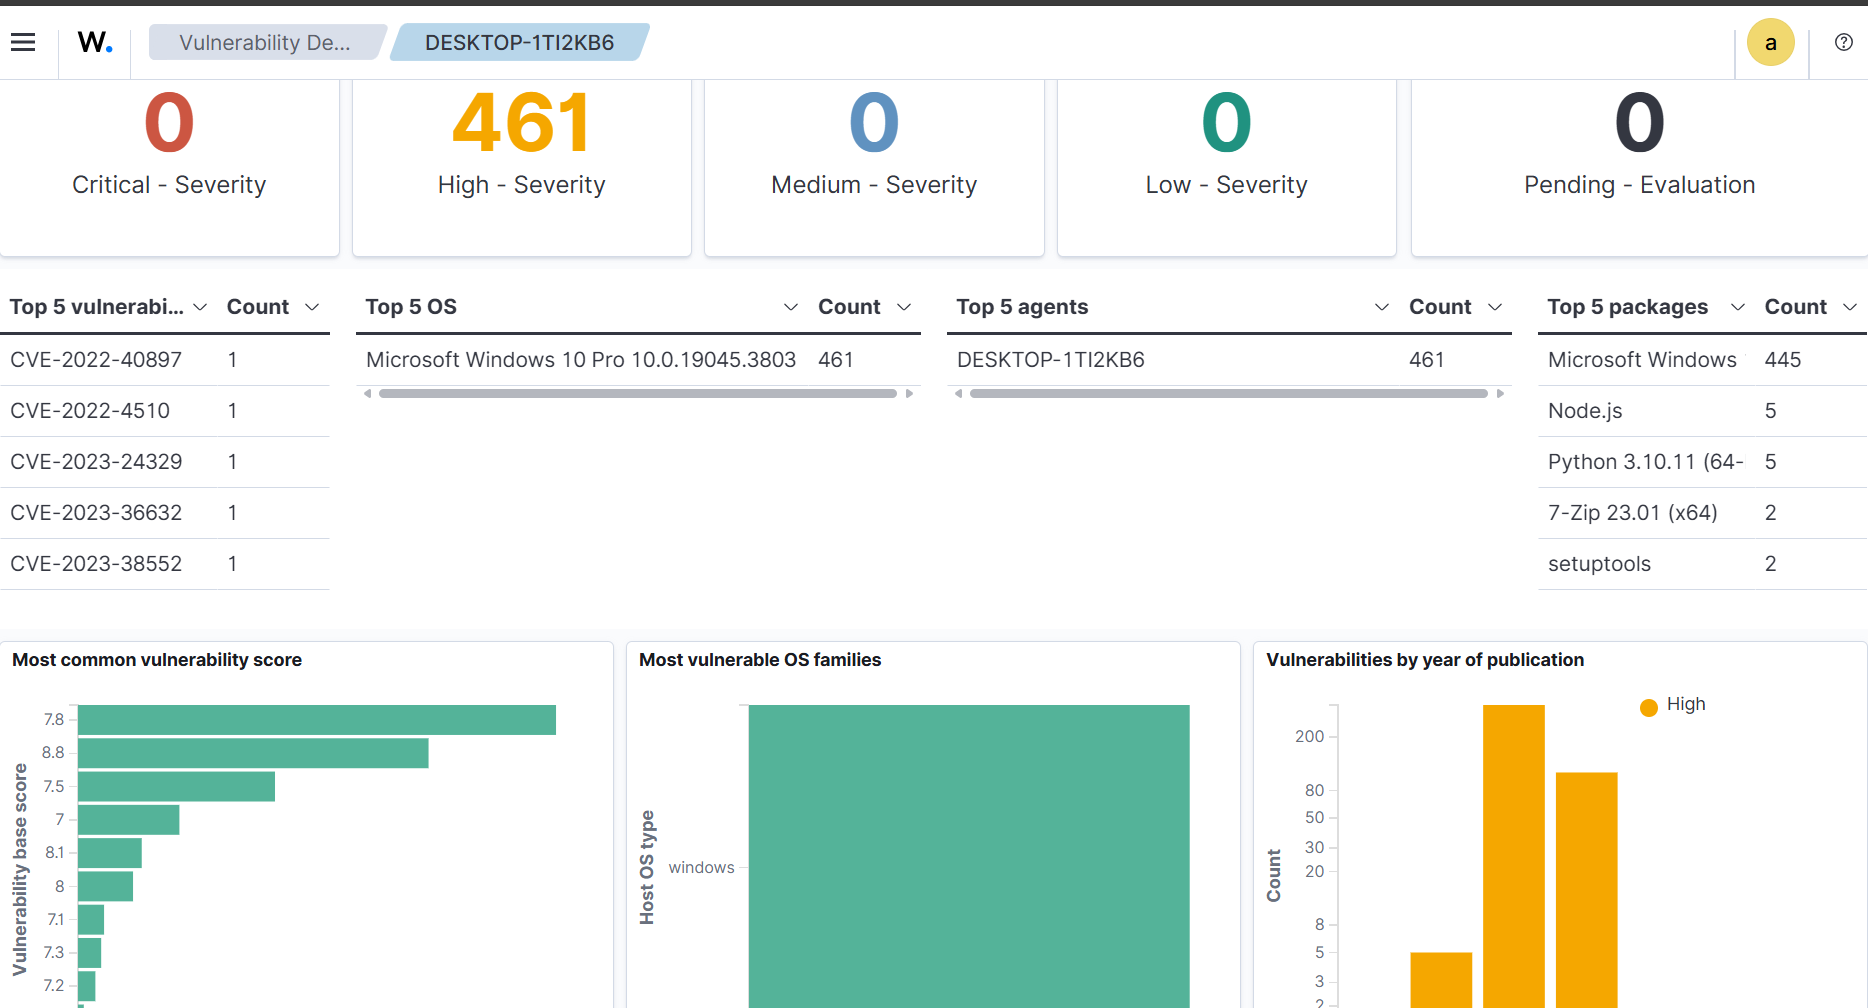 W.
Vulnerability De...
DESKTOP-1TI2KB6
a
0
Critical - Severity
461
High - Severity
0
Medium - Severity
0
Low - Severity
0
Pending - Evaluation
Top 5 vulnerabi... Count
CVE-2022-40897 1
CVE-2022-4510 1
CVE-2023-24329 1
CVE-2023-36632 1
CVE-2023-38552 1
Top 5 OS Count
Microsoft Windows 10 Pro 10.0.19045.3803 461
Top 5 agents Count
DESKTOP-1TI2KB6 461
Top 5 packages Count
Microsoft Windows 445
Node.js 5
Python 3.10.11 (64- 5
7-Zip 23.01 (x64) 2
setuptools 2
Most common vulnerability score
Vulnerability base score
7.8
8.8
7.5
7
8.1
8
7.1
7.3
7.2
Most vulnerable OS families
Host OS type
windows
Vulnerabilities by year of publication
Count
200
80
50
30
20
8
5
3
2
High